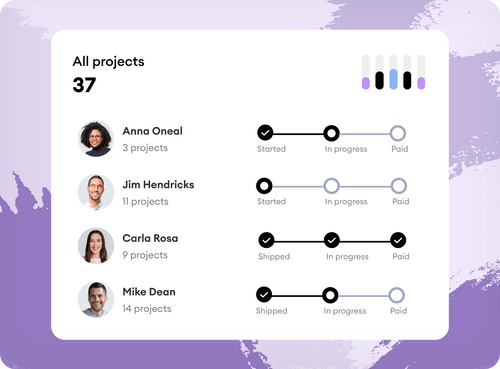 All projects
37
Anna Oneal
3 projects
Started In progress Paid
Jim Hendricks
11 projects
Started In progress Paid
Carla Rosa
9 projects
Shipped In progress Paid
Mike Dean
14 projects
Shipped In progress Paid